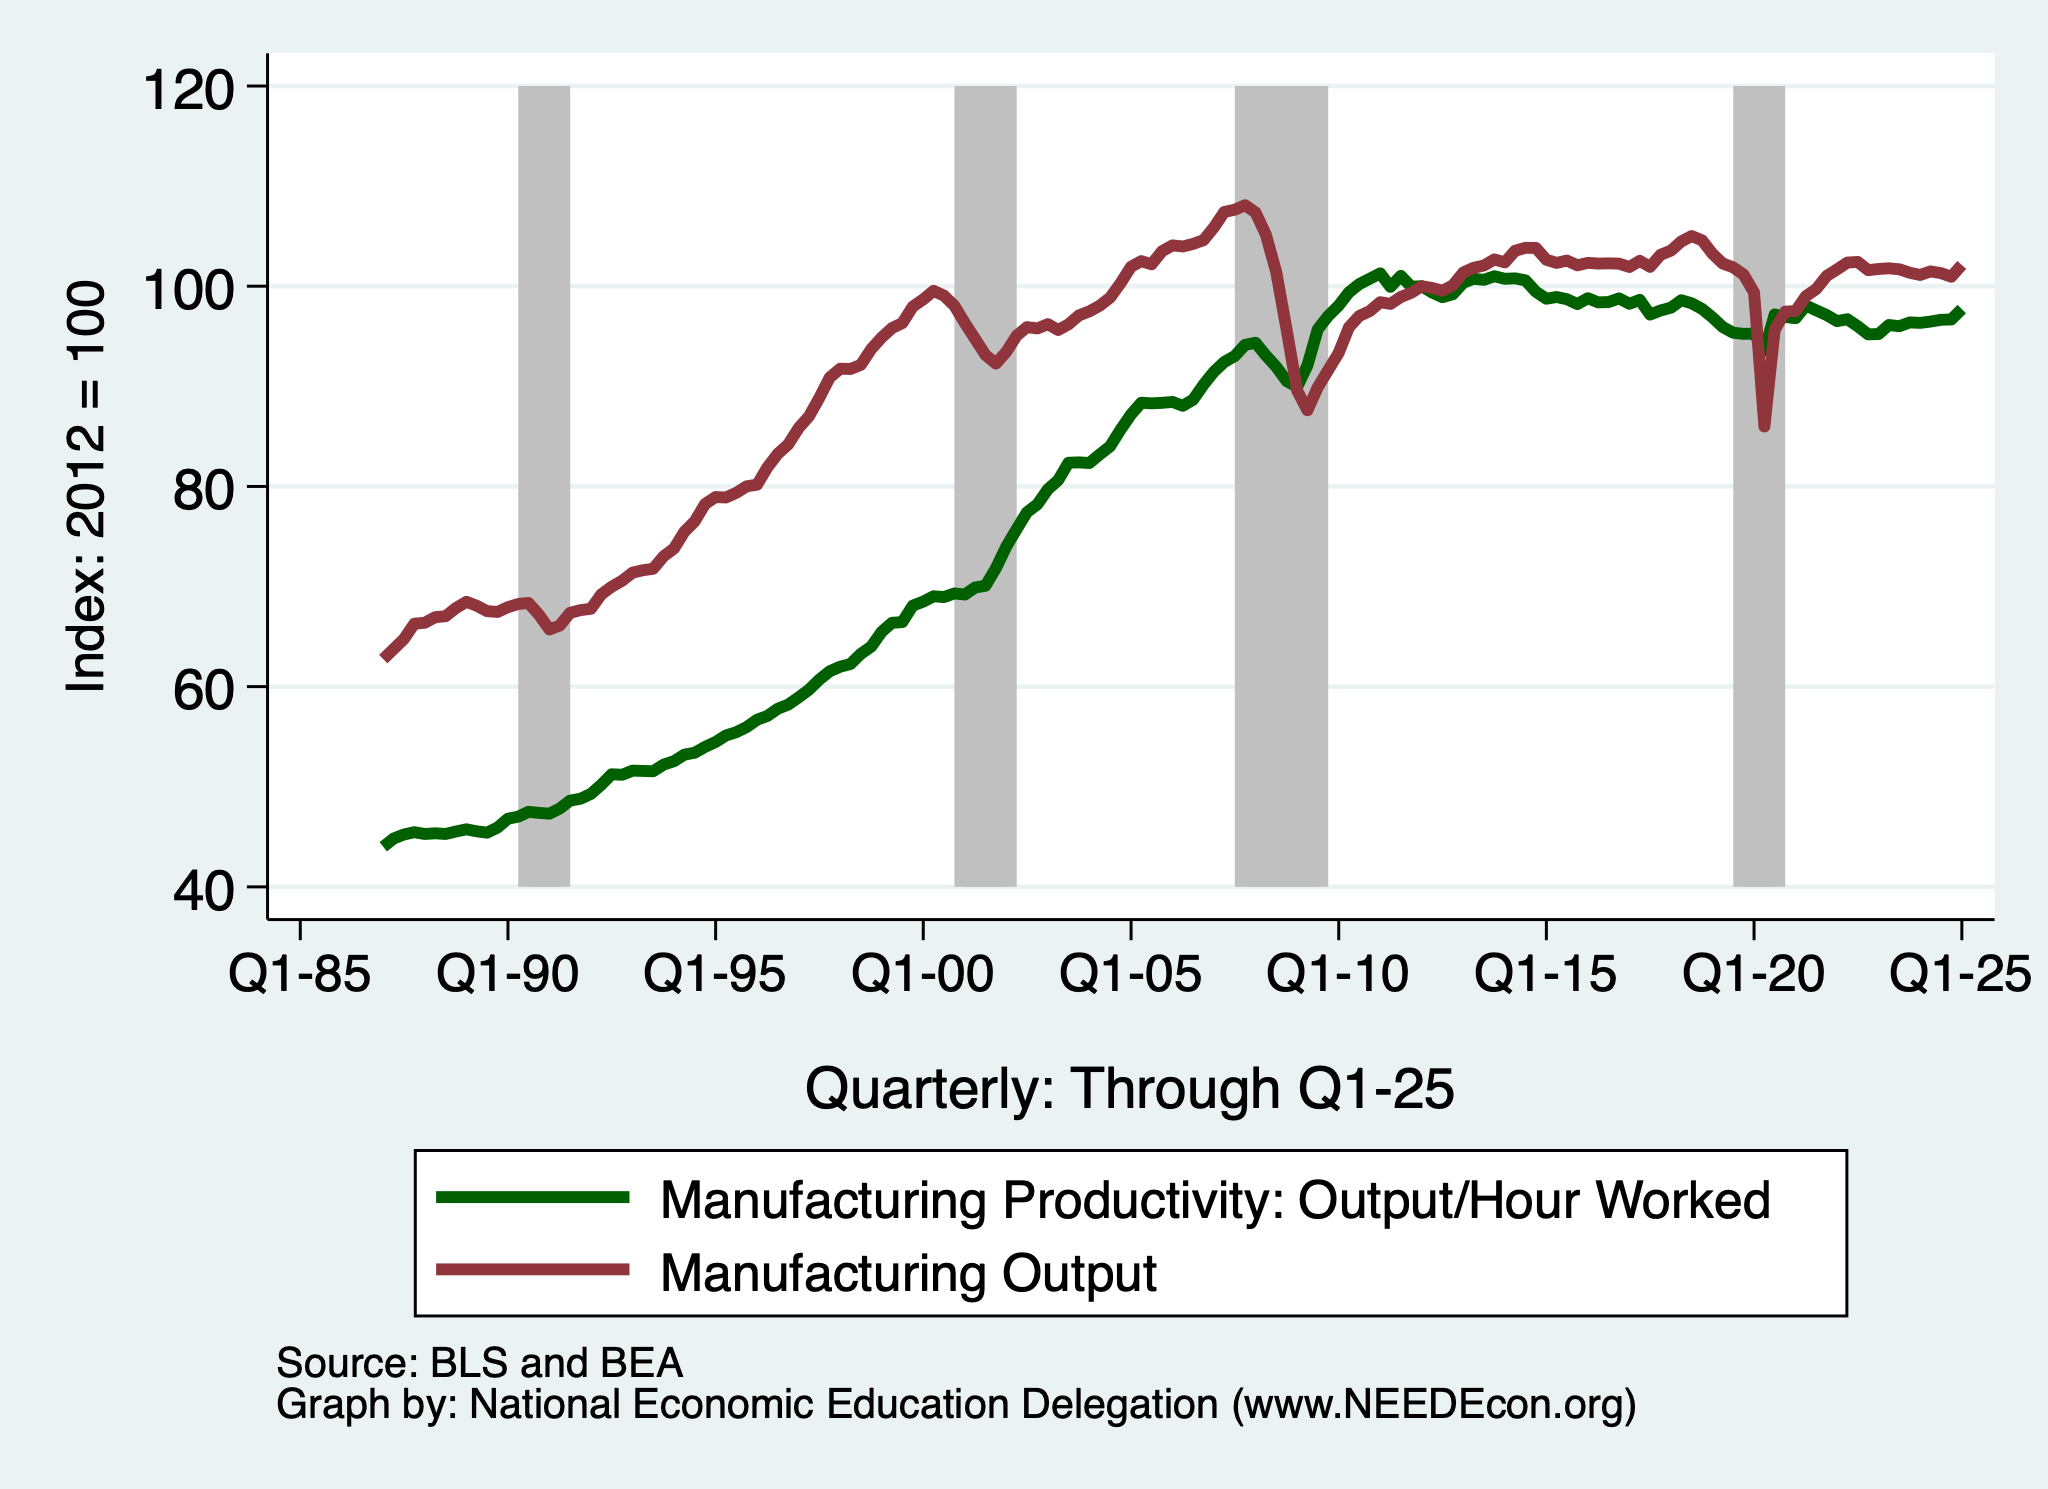 120
100
80
60
40
Index: 2012 = 100
Q1-85 Q1-90 Q1-95 Q1-00 Q1-05 Q1-10 Q1-15 Q1-20 Q1-25
Quarterly: Through Q1-25
Manufacturing Productivity: Output/Hour Worked
Manufacturing Output
Source: BLS and BEA
Graph by: National Economic Education Delegation (www.NEEDEcon.org)